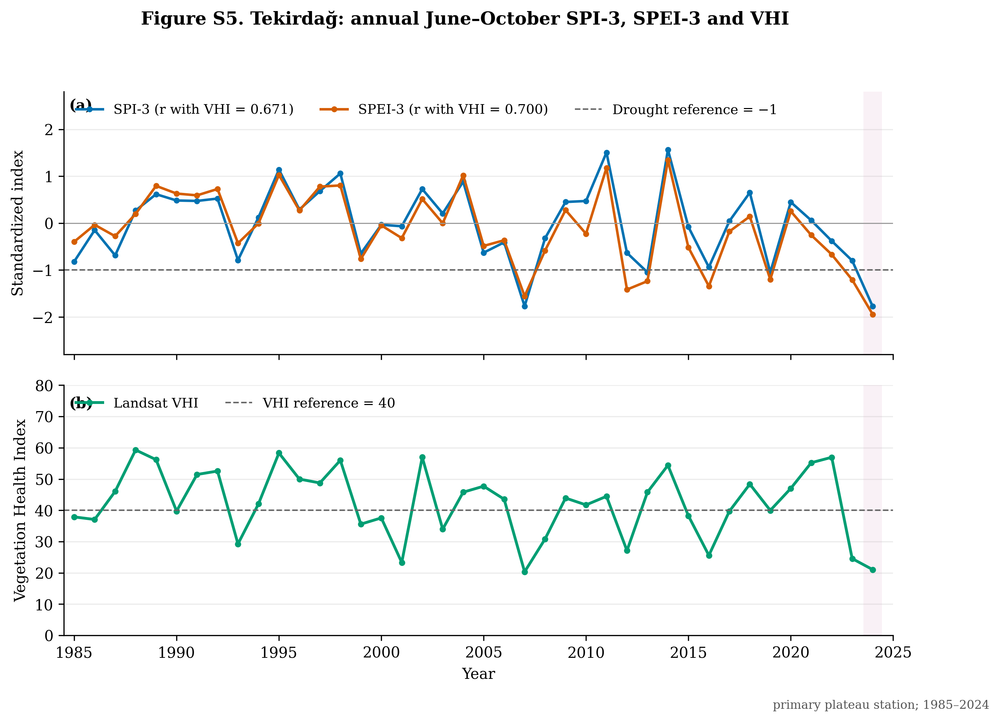 Figure S5. Tekirdağ: annual June–October SPI-3, SPEI-3 and VHI
(a) SPI-3 (r with VHI = 0.671) SPEI-3 (r with VHI = 0.700) Drought reference = −1
Standardized index
2
1
0
−1
−2
(b) Landsat VHI VHI reference = 40
Vegetation Health Index
80
70
60
50
40
30
20
10
0
1985 1990 1995 2000 2005 2010 2015 2020 2025
Year
primary plateau station; 1985–2024